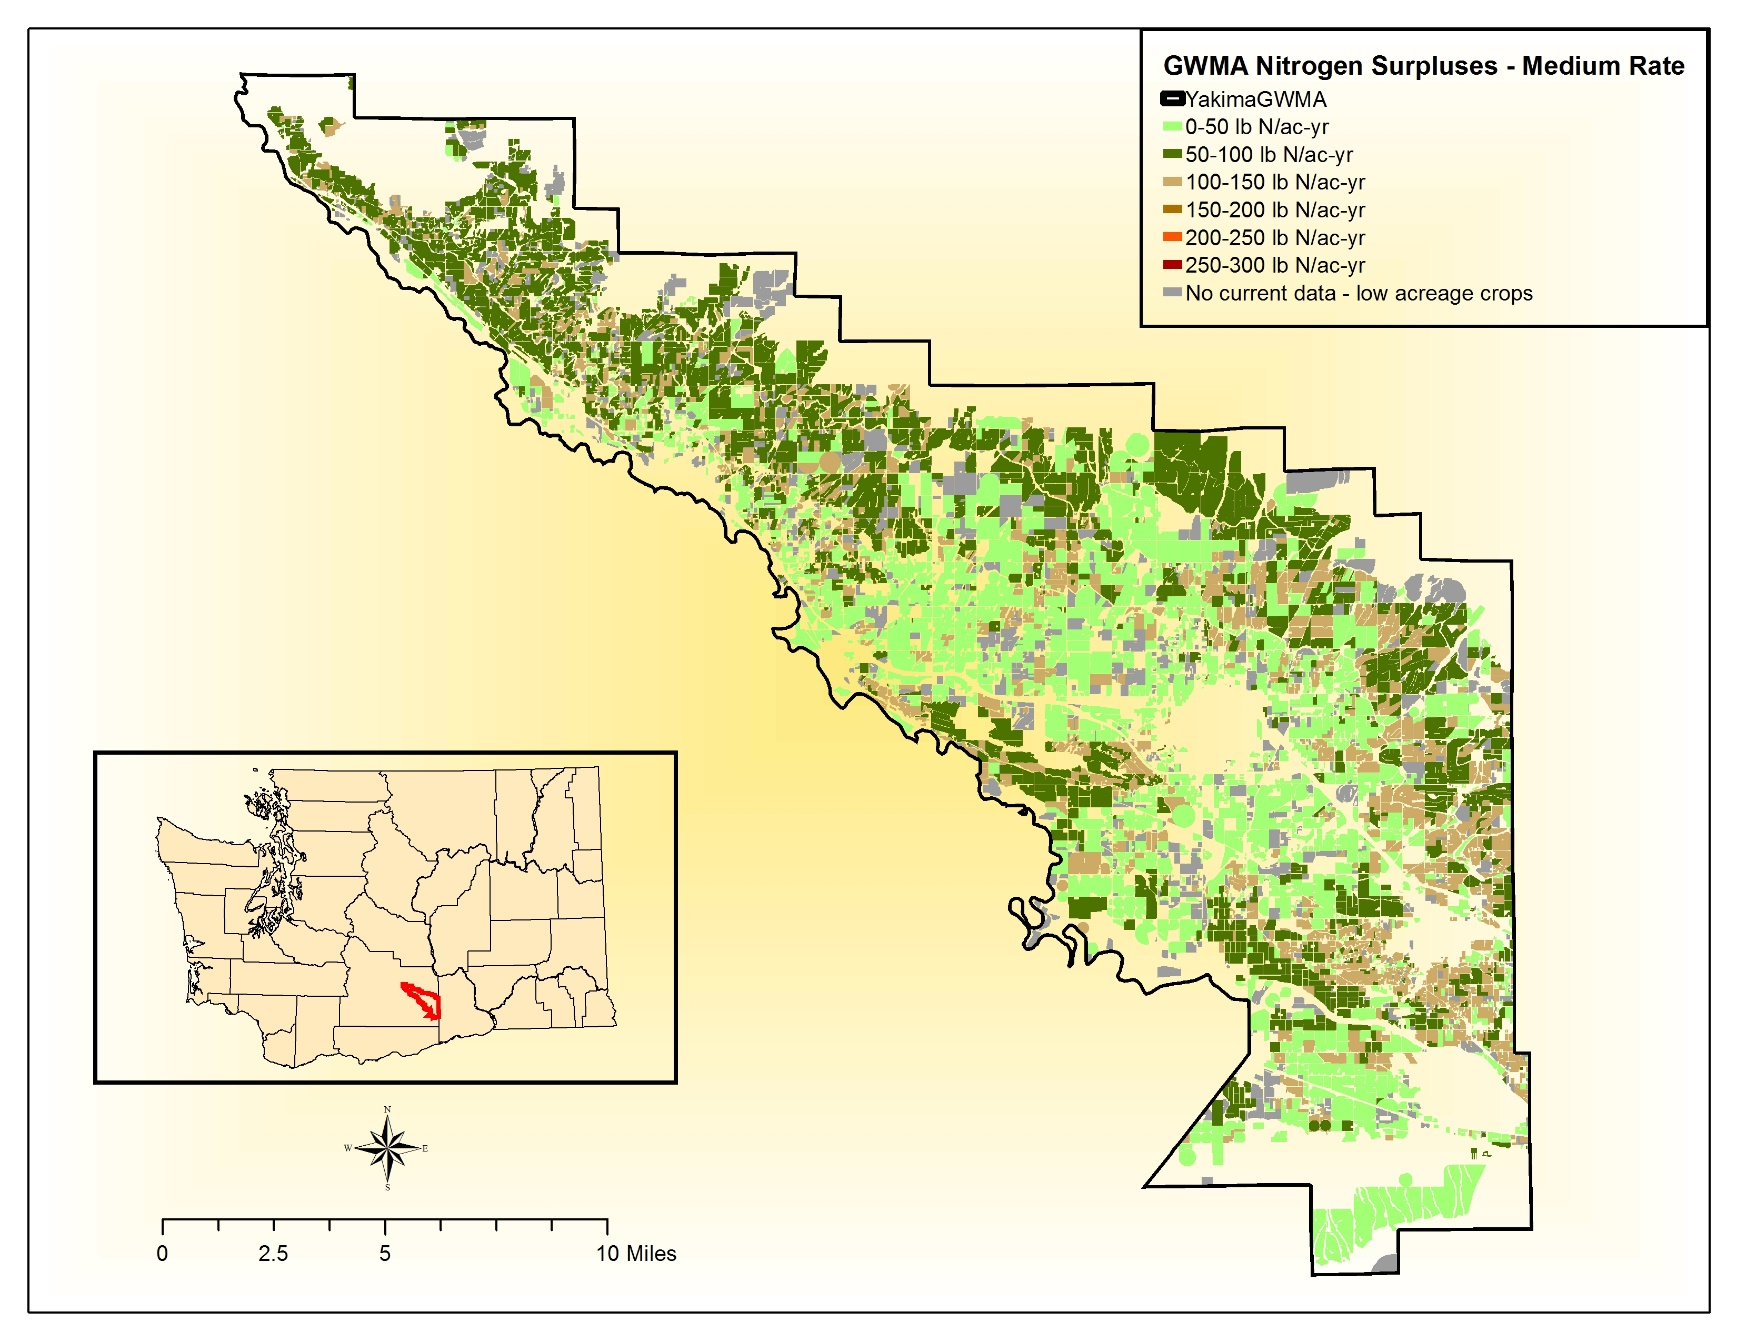 GWMA Nitrogen Surpluses - Medium Rate
YakimaGWMA
0-50 lb N/ac-yr
50-100 lb N/ac-yr
100-150 lb N/ac-yr
150-200 lb N/ac-yr
200-250 lb N/ac-yr
250-300 lb N/ac-yr
No current data - low acreage crops
N
W E
S
0 2.5 5 10 Miles